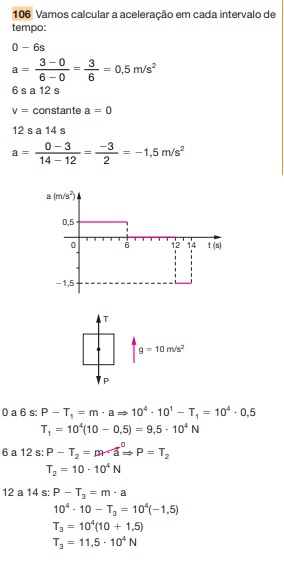 106 Vamos calcular a aceleração em cada intervalo de
tempo:
0 − 6s
a = (3 − 0)/(6 − 0) = 3/6 = 0,5 m/s²
6 s a 12 s
v = constante a = 0
12 s a 14 s
a = (0 − 3)/(14 − 12) = −3/2 = −1,5 m/s²
a (m/s²)
0,5
0 6 12 14 t (s)
−1,5
T
g = 10 m/s²
P
0 a 6 s: P − T₁ = m · a ⇒ 10⁴ · 10¹ − T₁ = 10⁴ · 0,5
T₁ = 10⁴(10 − 0,5) = 9,5 · 10⁴ N
6 a 12 s: P − T₂ = m · a 0 ⇒ P = T₂
T₂ = 10 · 10⁴ N
12 a 14 s: P − T₃ = m · a
10⁴ · 10 − T₃ = 10⁴(−1,5)
T₃ = 10⁴(10 + 1,5)
T₃ = 11,5 · 10⁴ N